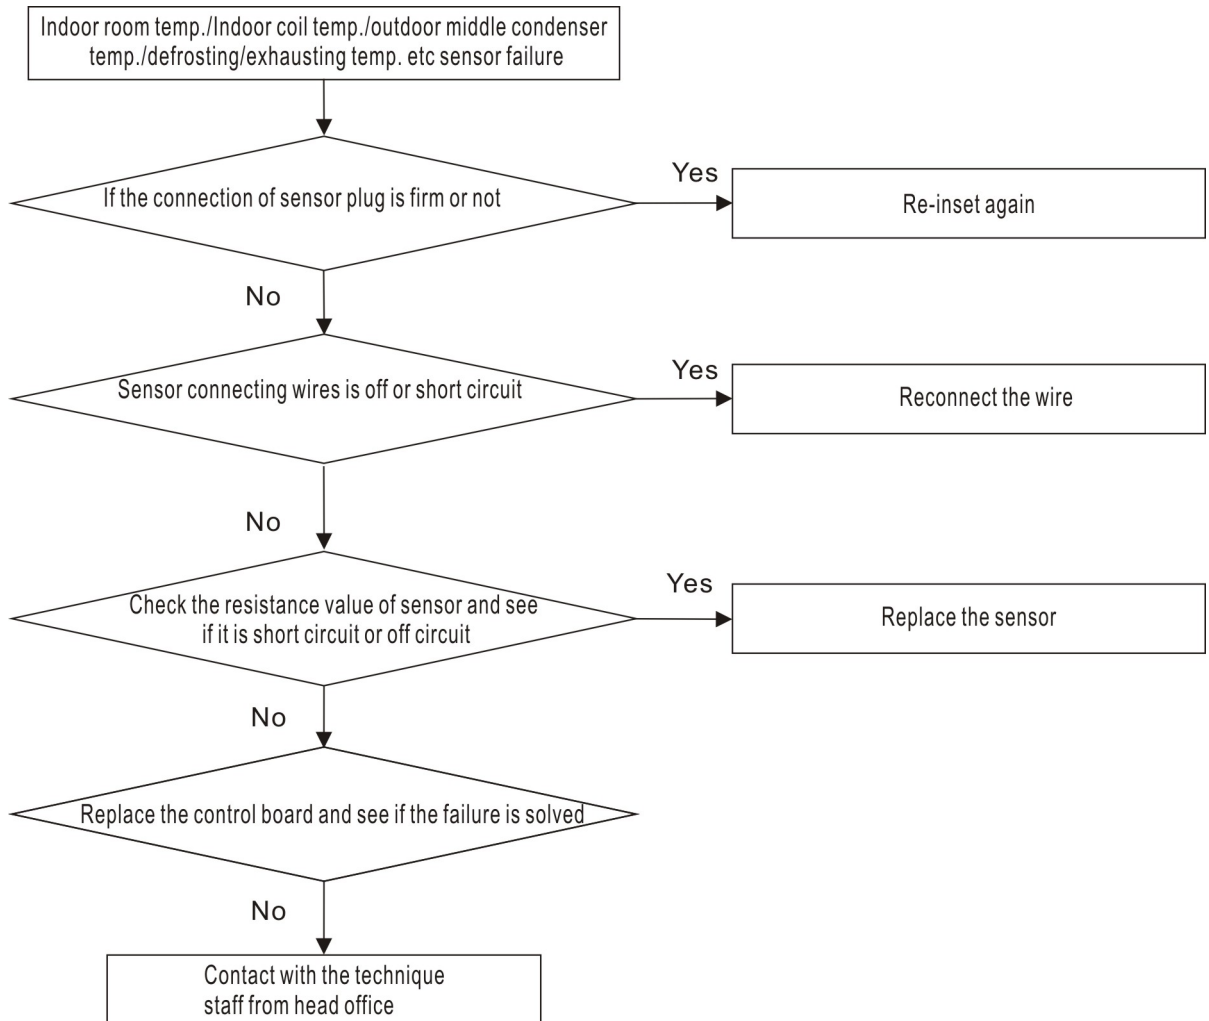 Indoor room temp./Indoor coil temp./outdoor middle condenser
temp./defrosting/exhausting temp. etc sensor failure
If the connection of sensor plug is firm or not
Yes
Re-inset again
No
Sensor connecting wires is off or short circuit
Yes
Reconnect the wire
No
Check the resistance value of sensor and see
if it is short circuit or off circuit
Yes
Replace the sensor
No
Replace the control board and see if the failure is solved
No
Contact with the technique
staff from head office